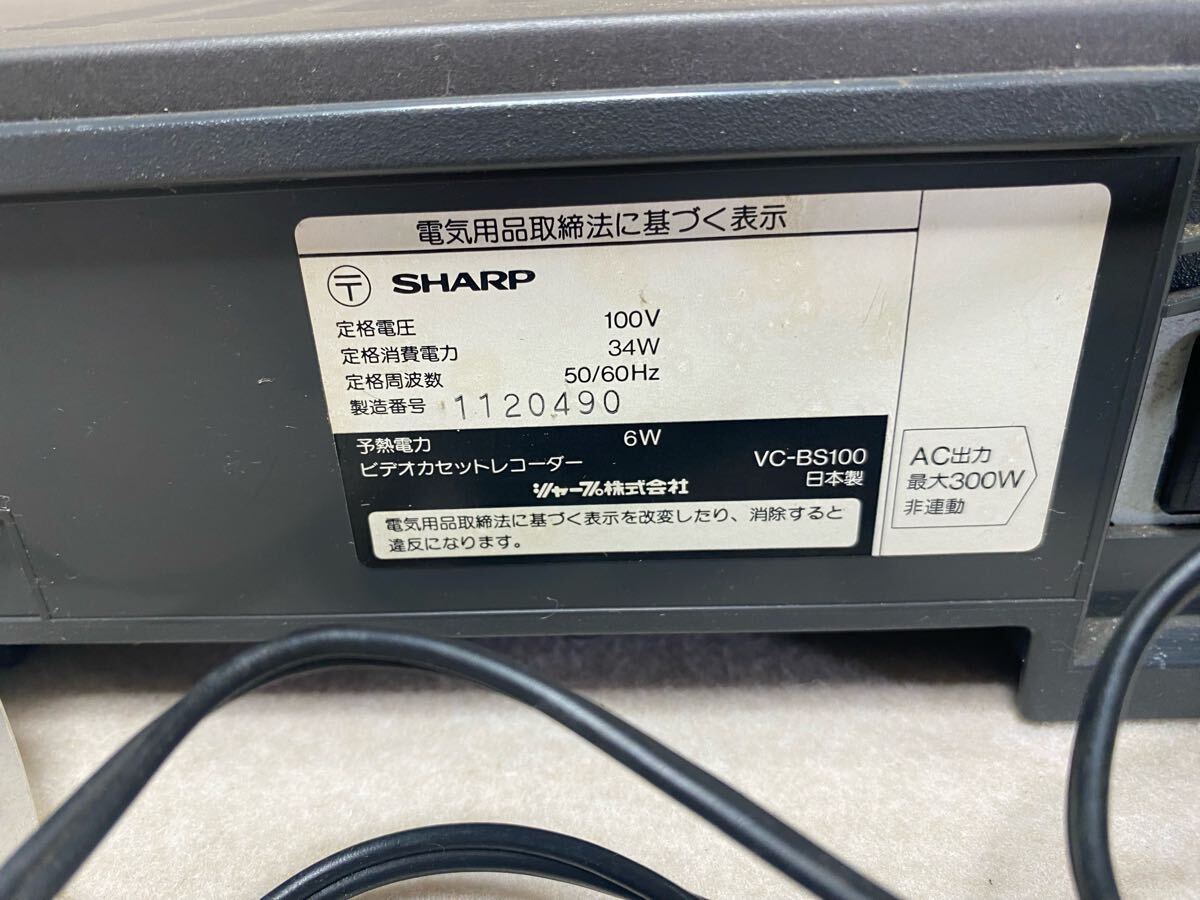 電気用品取締法に基づく表示
〒 SHARP
定格電圧 100V
定格消費電力 34W
定格周波数 50/60Hz
製造番号 1120490
予熱電力 6W
ビデオカセットレコーダー VC-BS100
シャープ株式会社 日本製
電気用品取締法に基づく表示を改変したり、消除すると
違反になります。
AC出力
最大300W
非連動